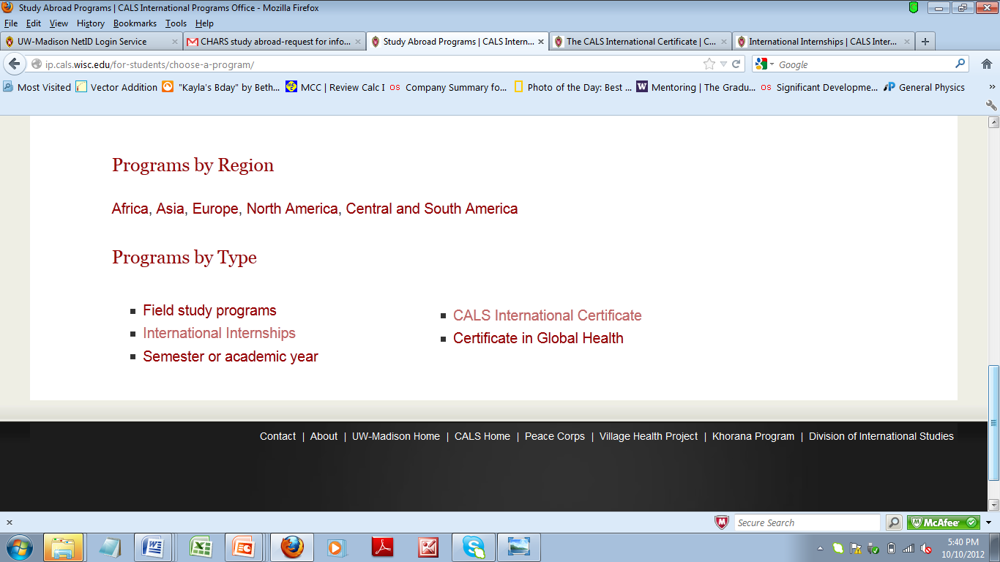 Study Abroad Programs | CALS International Programs Office - Mozilla Firefox
File Edit View History Bookmarks Tools Help
UW-Madison NetID Login Service
CHARS study abroad-request for info...
Study Abroad Programs | CALS Intern...
The CALS International Certificate | C...
International Internships | CALS Inter...
ip.cals.wisc.edu/for-students/choose-a-program/
Google
Most Visited
Vector Addition
"Kayla's Bday" by Beth...
MCC | Review Calc I
OS Company Summary fo...
Photo of the Day: Best ...
W Mentoring | The Gradu...
OS Significant Developme...
General Physics
Programs by Region
Africa, Asia, Europe, North America, Central and South America
Programs by Type
Field study programs
International Internships
Semester or academic year
CALS International Certificate
Certificate in Global Health
Contact | About | UW-Madison Home | CALS Home | Peace Corps | Village Health Project | Khorana Program | Division of International Studies
Secure Search
McAfee
5:40 PM
10/10/2012